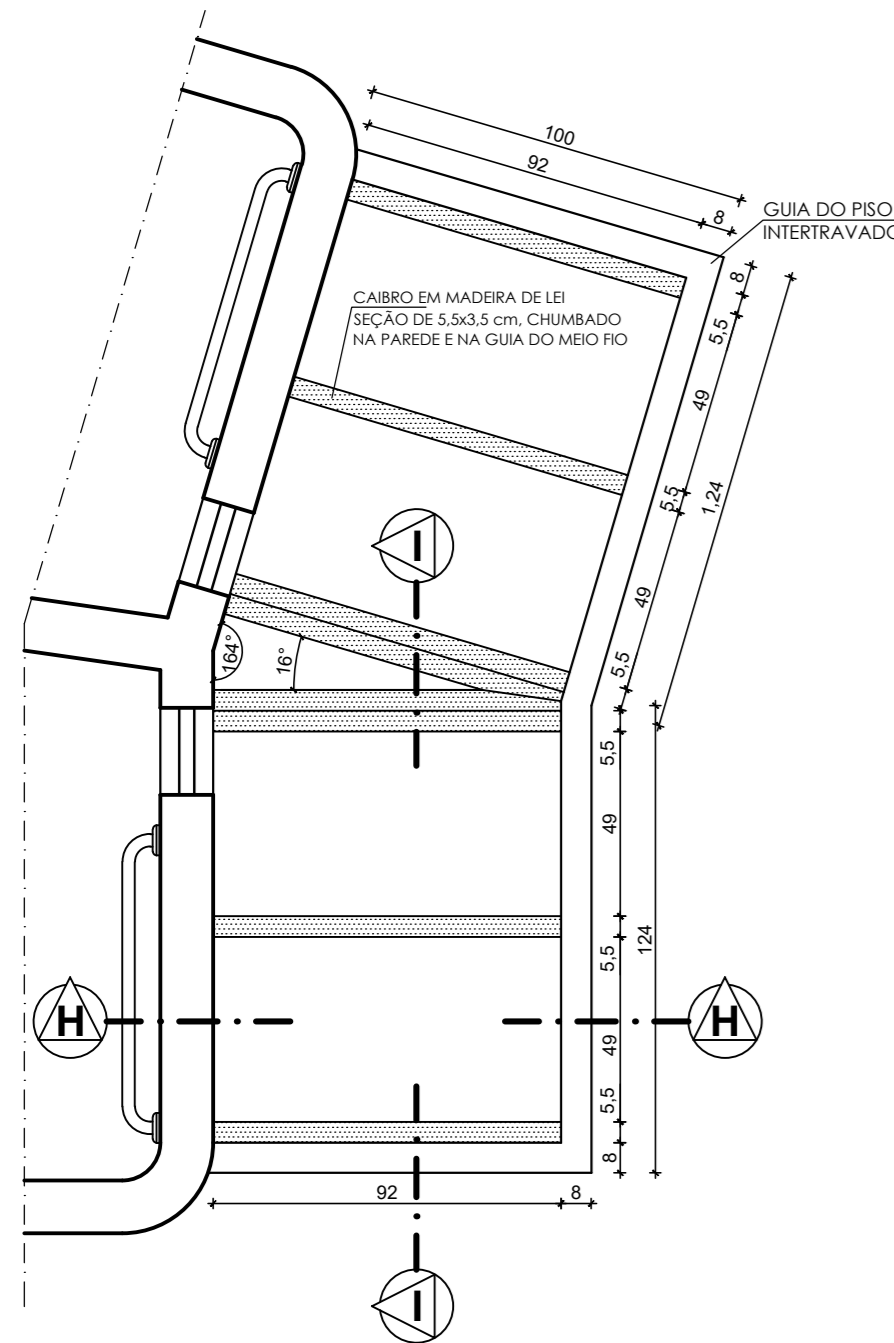 100
92
8
GUIA DO PISO
INTERTRAVADO
8
5,5
49
5,5
1,24
49
5,5
CAIBRO EM MADEIRA DE LEI
SEÇÃO DE 5,5x3,5 cm, CHUMBADO
NA PAREDE E NA GUIA DO MEIO FIO
I
164°
16°
5,5
49
5,5
124
49
5,5
8
H
H
92
8
I